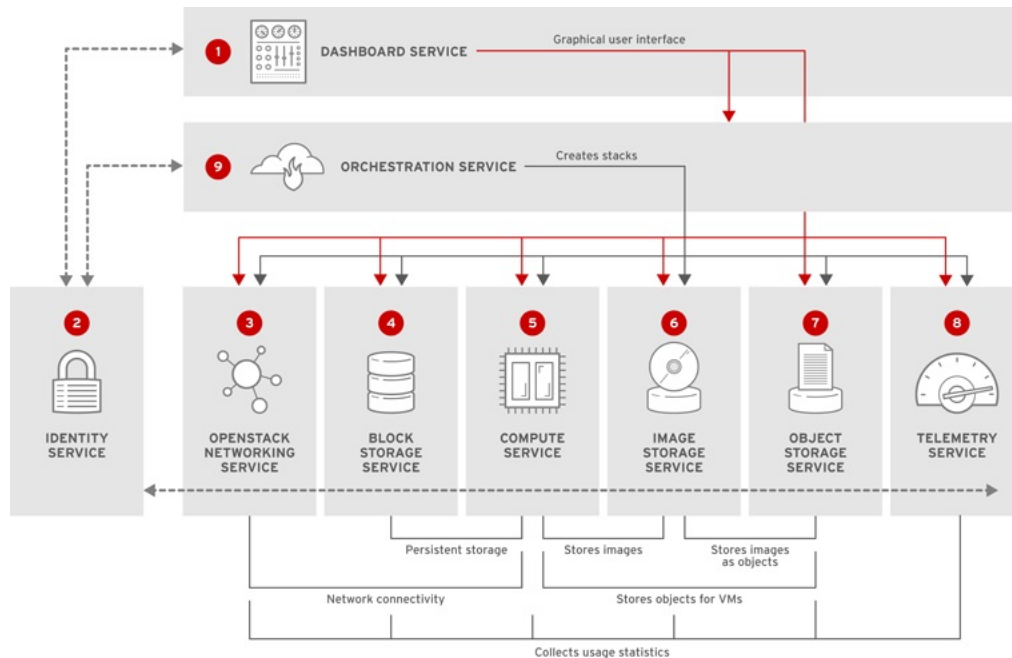 1
DASHBOARD SERVICE
Graphical user interface
9
ORCHESTRATION SERVICE
Creates stacks
2
IDENTITY
SERVICE
3
OPENSTACK
NETWORKING
SERVICE
4
BLOCK
STORAGE
SERVICE
5
COMPUTE
SERVICE
6
IMAGE
STORAGE
SERVICE
7
OBJECT
STORAGE
SERVICE
8
TELEMETRY
SERVICE
Persistent storage
Stores images
Stores images
as objects
Network connectivity
Stores objects for VMs
Collects usage statistics